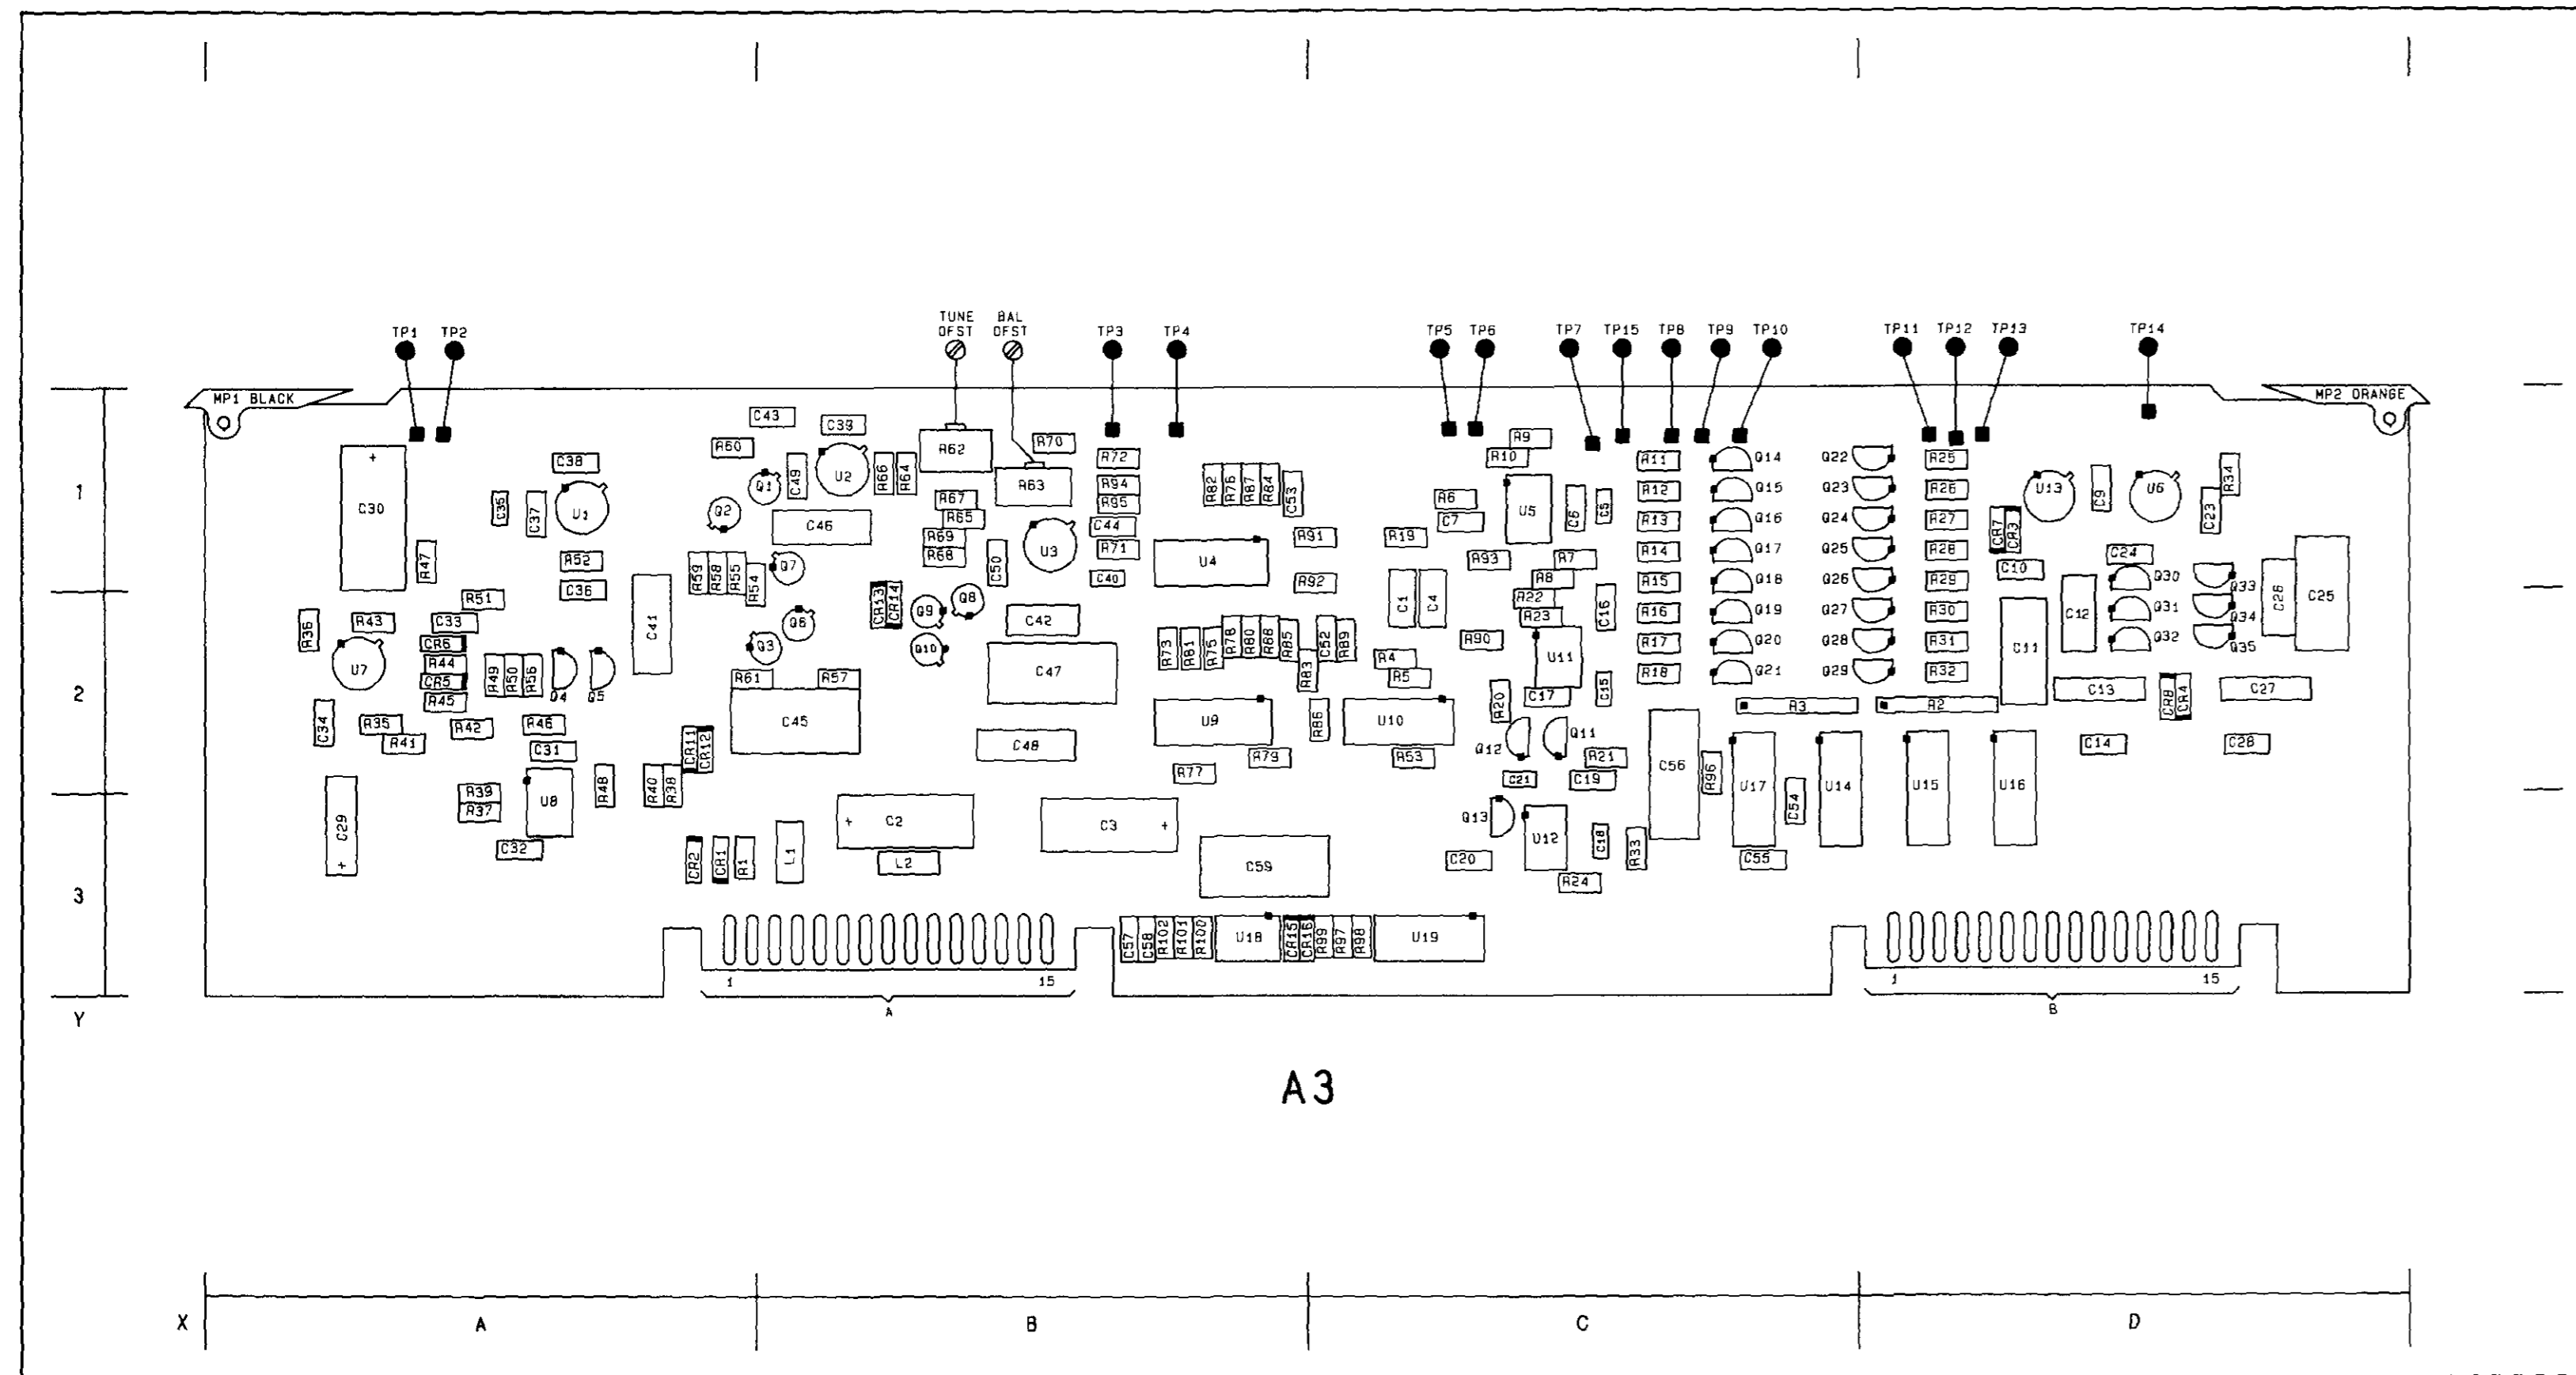 TUNE OFST
BAL OFST
TP1 TP2 TP3 TP4 TP5 TP6 TP7 TP15 TP8 TP9 TP10 TP11 TP12 TP13 TP14
MP1 BLACK
MP2 ORANGE
C43 C39 R60 R62 R70 R9 R10
C38 R72 R11 Q14 Q22 R25
1
C30 C35 C37 U1 Q1 Q2 C49 U2 R66 R64 R63 R94 R95 R67 R65
R82 R76 R87 R84 C53 R6 C7 U5 C6 C5
R12 Q15 Q23 R26
R13 Q16 Q24 R27
CR7 CR3 U13 C9 U6 C23 R34
C46 R69 R68 C50 U3 C44 R71 C40 U4 R91 R19
R93 R7 R8 R14 Q17 Q25 R28 C24
R47 R52 C36 R59 R58 R55 R54 Q7 R92
R15 Q18 Q26 R29 C10 Q30 Q33
R51 C41 CR13 CR14 Q9 Q8 C42 C1 C4 R22 R23 C16
R16 Q19 Q27 R30 C11 C12 Q31 Q34 C26 C25
R36 R43 C33 CR6 Q6 Q3 Q10
R73 R81 R75 R78 R80 R68 R85 R83 C52 R89 R90
R17 Q20 Q28 R31 Q32 Q35
U7 R44 CR5 R45 R49 R50 R56 Q4 Q5 R61 R57 C47 R4 R5 U11
R18 Q21 Q29 R32
2
C34 R35 R41 R42 R46 C31 CR11 CR12 C45 C48 U9 R86 U10
R20 C17 C15 R3 R2 C13 CR8 CR4 C27
Q12 Q11 R21 C14 C28
R79 R77 R53 C21 C19 C56 R96 U17 C54 U14 U15 U16
R39 R37 U8 R48 R40 R38
C29 C32 CR2 CR1 R1 L1 C2 L2 C3 C59
Q13 U12 C18 R33 C20 R24 C55
3
C57 C58 R102 R101 R100 U18 CR15 CR16 R99 R97 R98 U19
1 15 1 15
A B
Y
A3
X A B C D